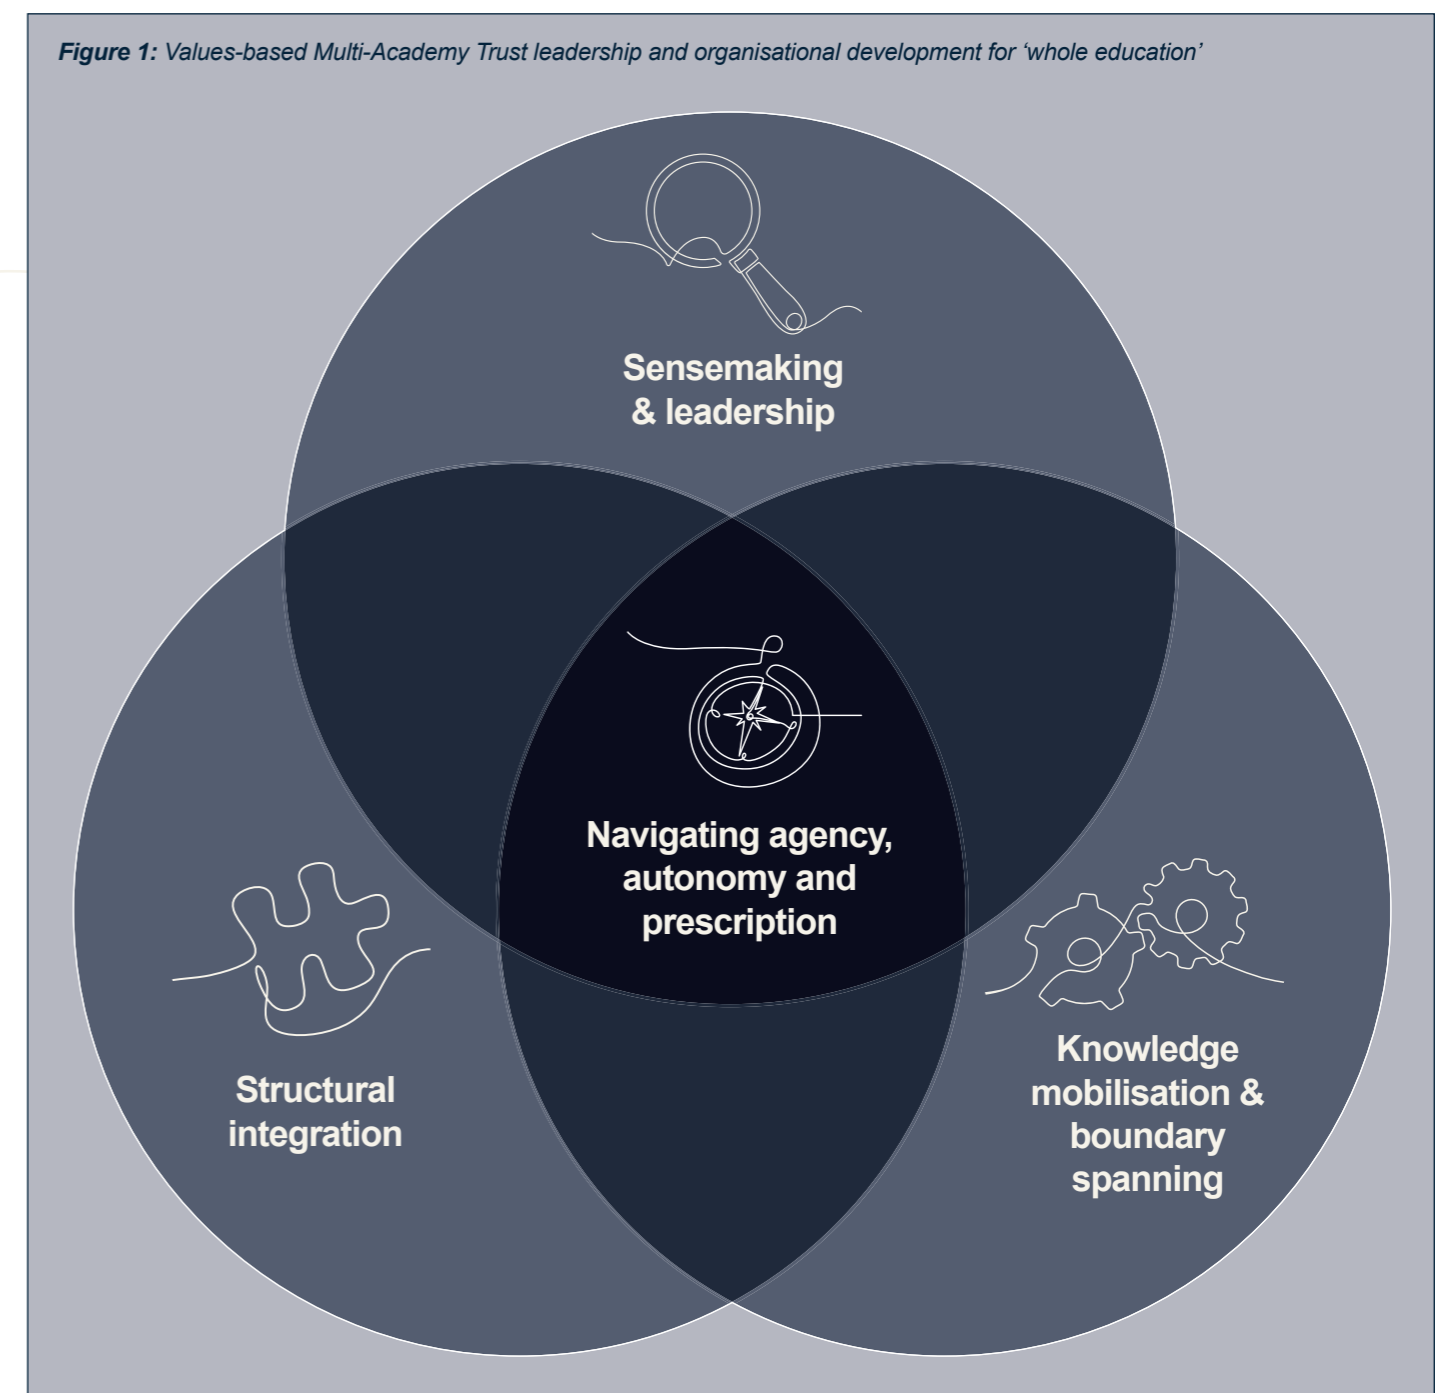 Figure 1: Values-based Multi-Academy Trust leadership and organisational development for ‘whole education’
Sensemaking
& leadership
Navigating agency,
autonomy and
prescription
Structural
integration
Knowledge
mobilisation &
boundary
spanning